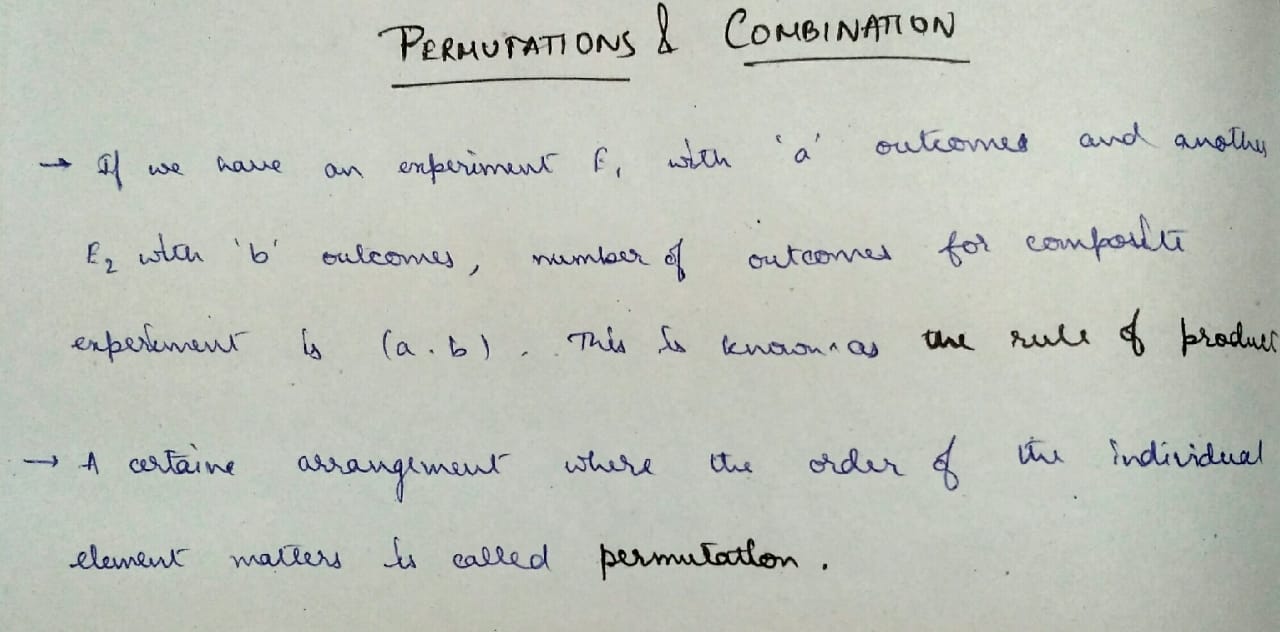 PERMUTATIONS & COMBINATION
→ If we have an experiment E₁ with 'a' outcomes and another
E₂ with 'b' outcomes, number of outcomes for composite
experiment is (a . b) . This is known as the rule of product
→ A certaine arrangement where the order of the individual
element matters is called permutation .